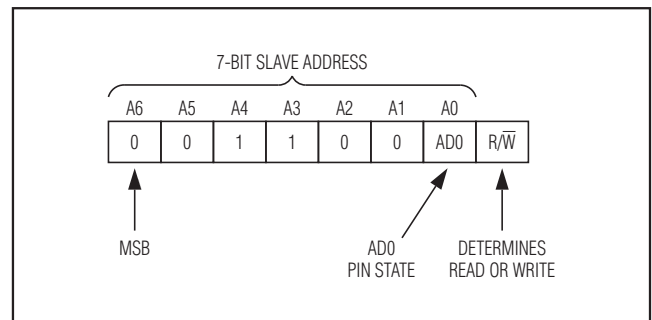 7-BIT SLAVE ADDRESS
A6 A5 A4 A3 A2 A1 A0
0 0 1 1 0 0 AD0 R/W̅
MSB
AD0
PIN STATE
DETERMINES
READ OR WRITE